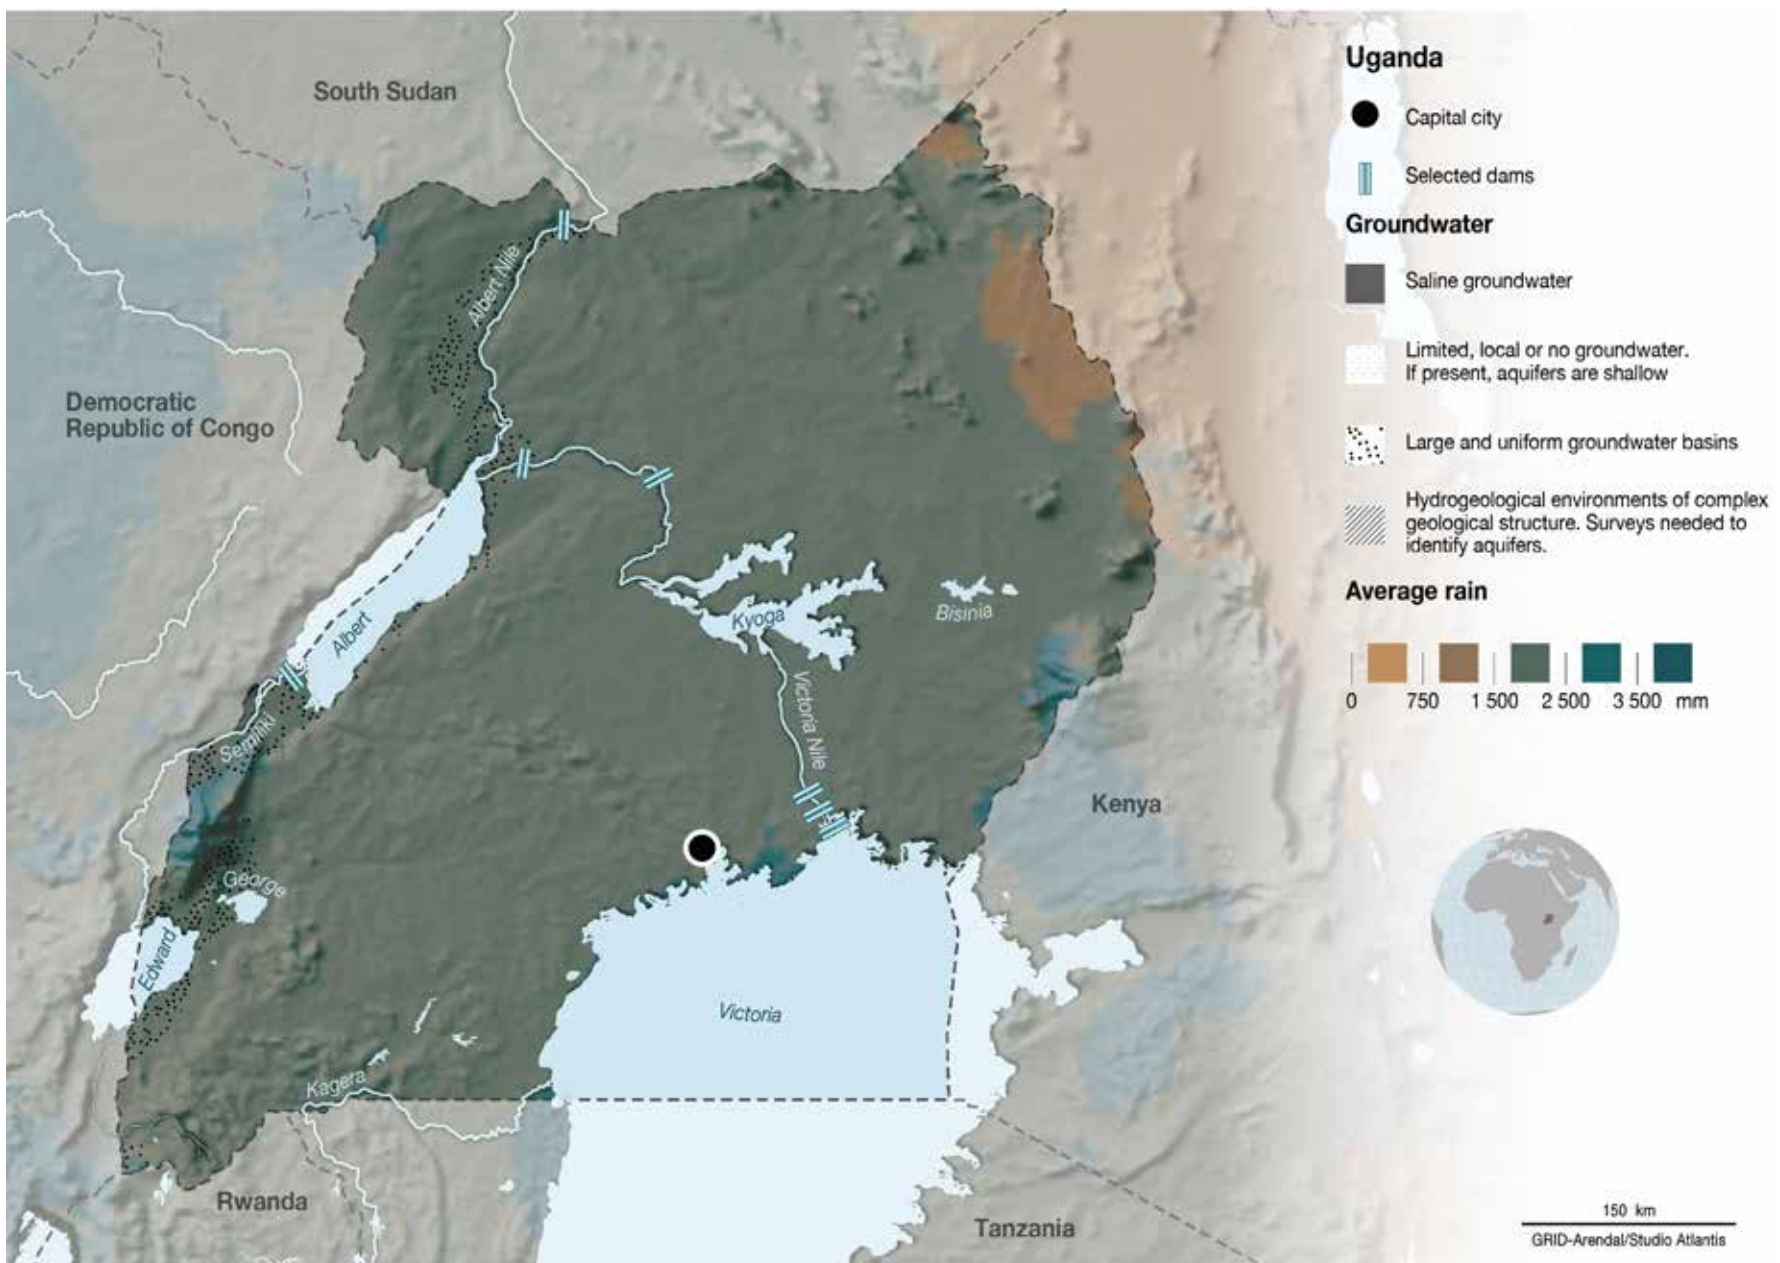 South Sudan
Democratic
Republic of Congo
Albert Nile
Albert
Semliki
George
Edward
Kagera
Kyoga
Bisinia
Victoria Nile
Victoria
Kenya
Rwanda
Tanzania
Uganda
Capital city
Selected dams
Groundwater
Saline groundwater
Limited, local or no groundwater.
If present, aquifers are shallow
Large and uniform groundwater basins
Hydrogeological environments of complex
geological structure. Surveys needed to
identify aquifers.
Average rain
0 750 1 500 2 500 3 500 mm
150 km
GRID-Arendal/Studio Atlantis